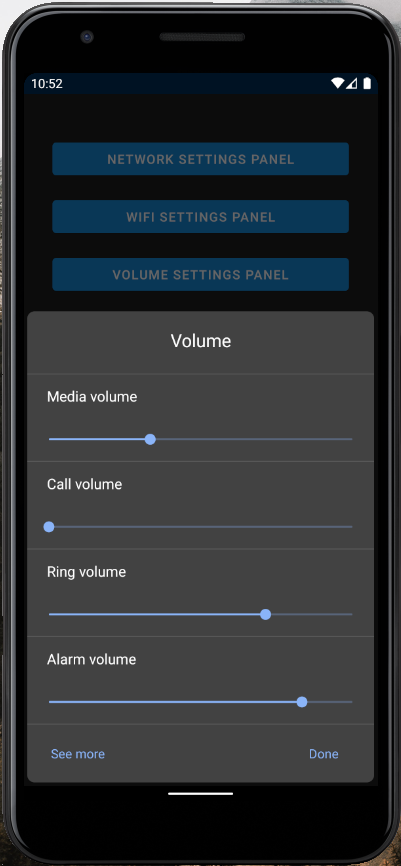 10:52
NETWORK SETTINGS PANEL
WIFI SETTINGS PANEL
VOLUME SETTINGS PANEL
Volume
Media volume
Call volume
Ring volume
Alarm volume
See more Done